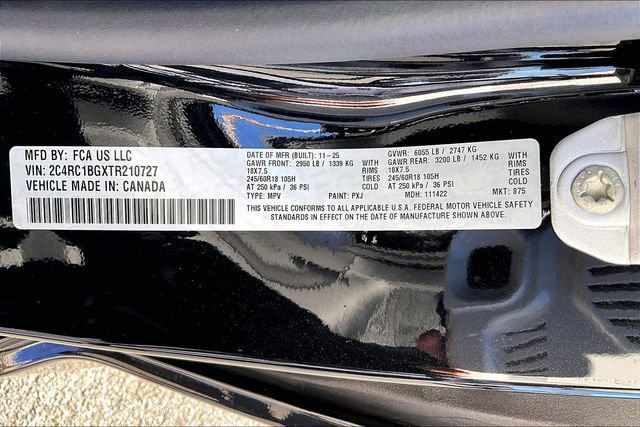 MFD BY: FCA US LLC
VIN: 2C4RC1BGXTR210727
VEHICLE MADE IN: CANADA
DATE OF MFR (BUILT): 11-25
GAWR FRONT: 2950 LB / 1339 KG
18X7.5 RIMS
245/60R18 105H TIRES
AT 250 kPa / 36 PSI
TYPE: MPV PAINT: PXJ
GVWR: 6055 LB / 2747 KG
GAWR REAR: 3200 LB / 1452 KG
WITH
18X7.5 RIMS
245/60R18 105H TIRES
AT 250 kPa / 36 PSI
MDH: 111422 MKT: 875
THIS VEHICLE CONFORMS TO ALL APPLICABLE U.S.A. FEDERAL MOTOR VEHICLE SAFETY
STANDARDS IN EFFECT ON THE DATE OF MANUFACTURE SHOWN ABOVE.